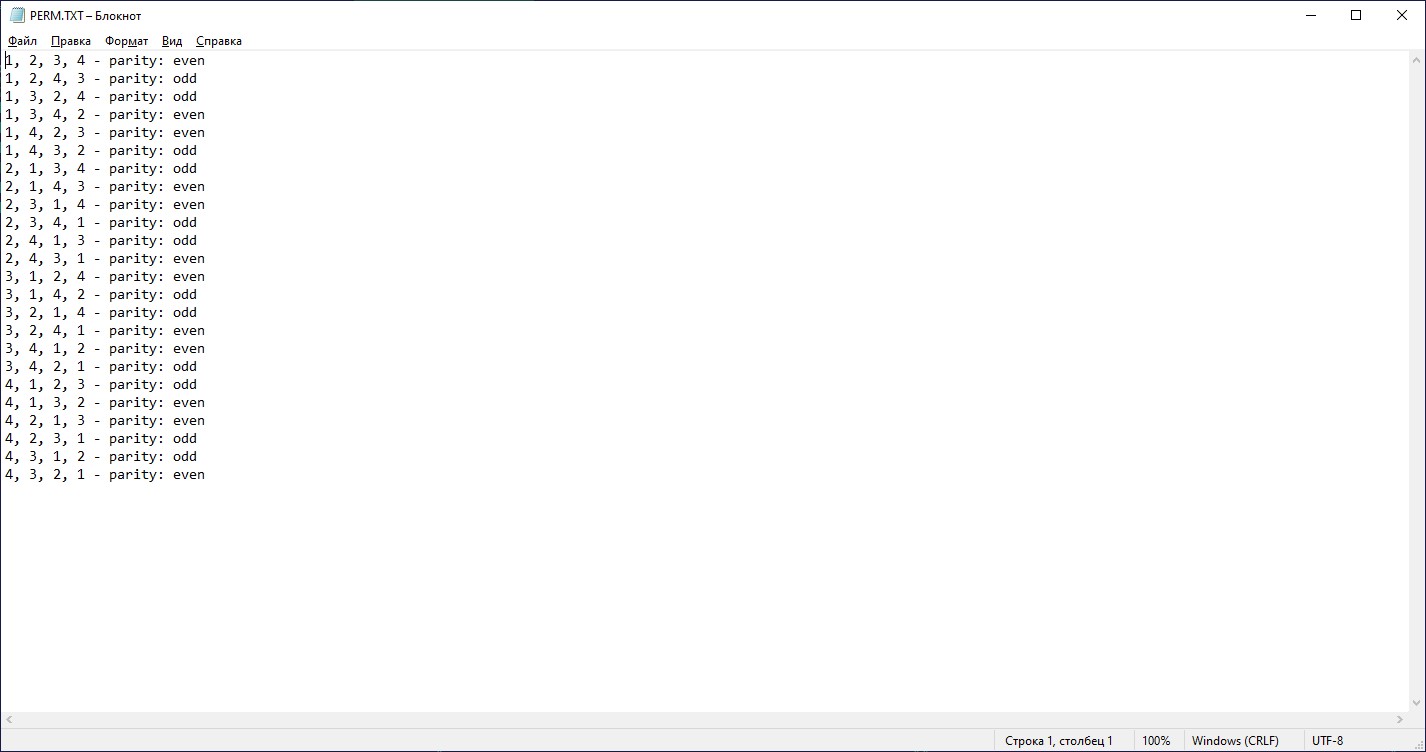 PERM.TXT – Блокнот
Файл Правка Формат Вид Справка
1, 2, 3, 4 - parity: even
1, 2, 4, 3 - parity: odd
1, 3, 2, 4 - parity: odd
1, 3, 4, 2 - parity: even
1, 4, 2, 3 - parity: even
1, 4, 3, 2 - parity: odd
2, 1, 3, 4 - parity: odd
2, 1, 4, 3 - parity: even
2, 3, 1, 4 - parity: even
2, 3, 4, 1 - parity: odd
2, 4, 1, 3 - parity: odd
2, 4, 3, 1 - parity: even
3, 1, 2, 4 - parity: even
3, 1, 4, 2 - parity: odd
3, 2, 1, 4 - parity: odd
3, 2, 4, 1 - parity: even
3, 4, 1, 2 - parity: even
3, 4, 2, 1 - parity: odd
4, 1, 2, 3 - parity: odd
4, 1, 3, 2 - parity: even
4, 2, 1, 3 - parity: even
4, 2, 3, 1 - parity: odd
4, 3, 1, 2 - parity: odd
4, 3, 2, 1 - parity: even
Строка 1, столбец 1 100% Windows (CRLF) UTF-8